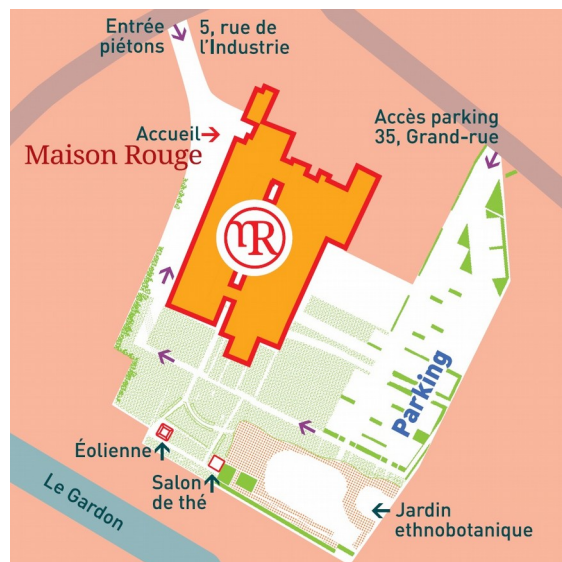 Entrée
piétons
5, rue de
l'Industrie
Accès parking
35, Grand-rue
Accueil
Maison Rouge
MR
Parking
Éolienne
Salon
de thé
Le Gardon
Jardin
ethnobotanique